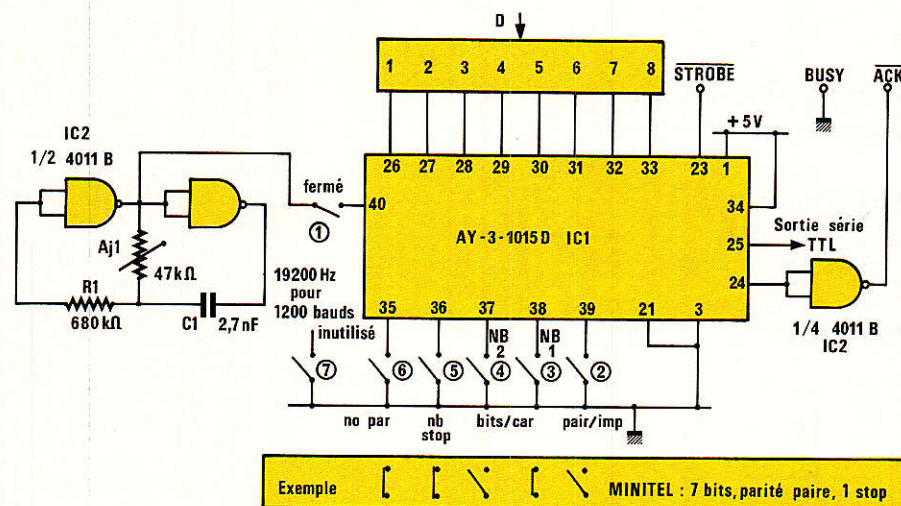 D
1 2 3 4 5 6 7 8
STROBE BUSY ACK
+5V
IC2
1/2 4011 B
26 27 28 29 30 31 32 33 23 1
fermé
①
40
34
AY-3-1015D IC1
25
Sortie série
TTL
24
Aj1
47kΩ
R1
680kΩ
C1
2,7nF
19200 Hz
pour
1200 bauds
inutilisé
35 36 37 38 39 21 3
NB
2
NB
1
1/4 4011 B
IC2
⑦ ⑥ ⑤ ④ ③ ②
no par
nb
stop
bits/car
pair/imp
Exemple
MINITEL : 7 bits, parité paire, 1 stop